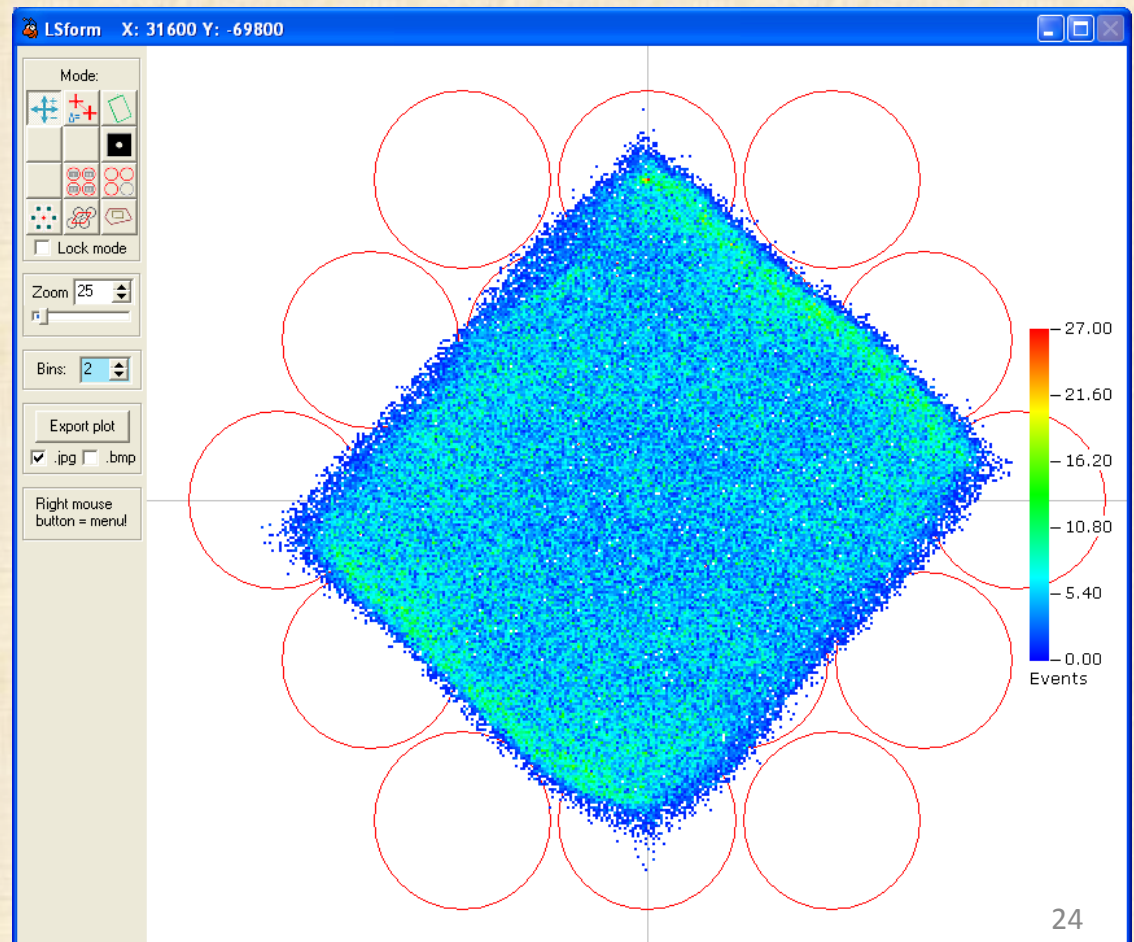 LSform X: 31600 Y: -69800
Mode:
Δ=
Lock mode
Zoom 25
Bins: 2
Export plot
.jpg .bmp
Right mouse
button = menu!
27.00
21.60
16.20
10.80
5.40
0.00
Events
24